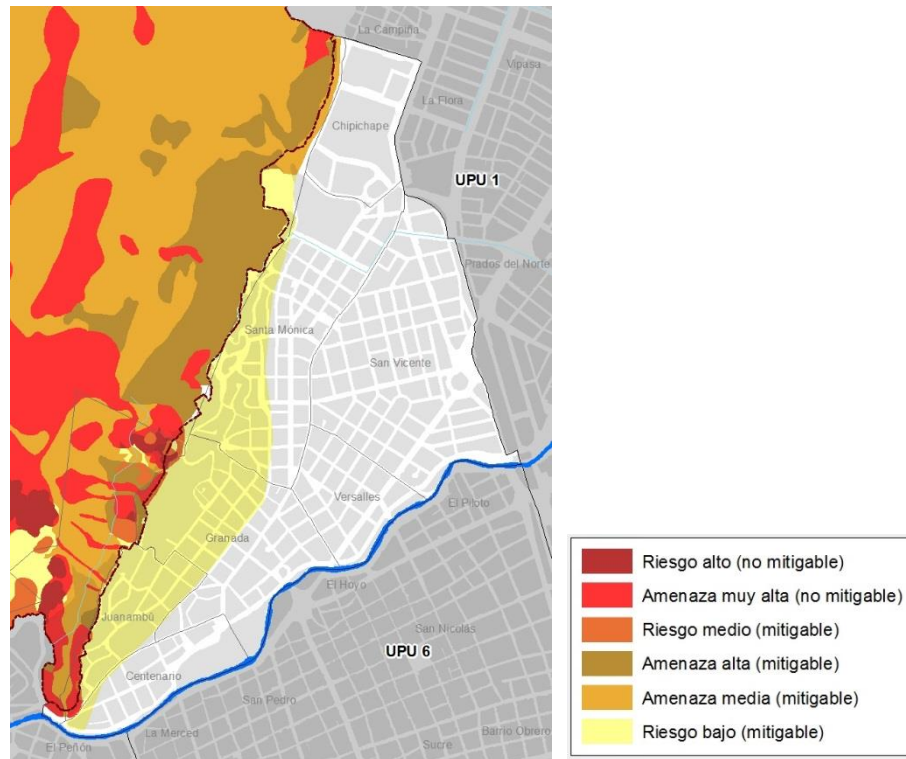 La Campiña
Vipasa
La Flora
Chipichape
UPU 1
Prados del Norte
Santa Mónica
San Vicente
Versalles
El Piloto
Granada
El Hoyo
Juanambú
San Nicolás
UPU 6
Centenario
San Pedro
La Merced
Barrio Obrero
El Peñón
Sucre
Riesgo alto (no mitigable)
Amenaza muy alta (no mitigable)
Riesgo medio (mitigable)
Amenaza alta (mitigable)
Amenaza media (mitigable)
Riesgo bajo (mitigable)